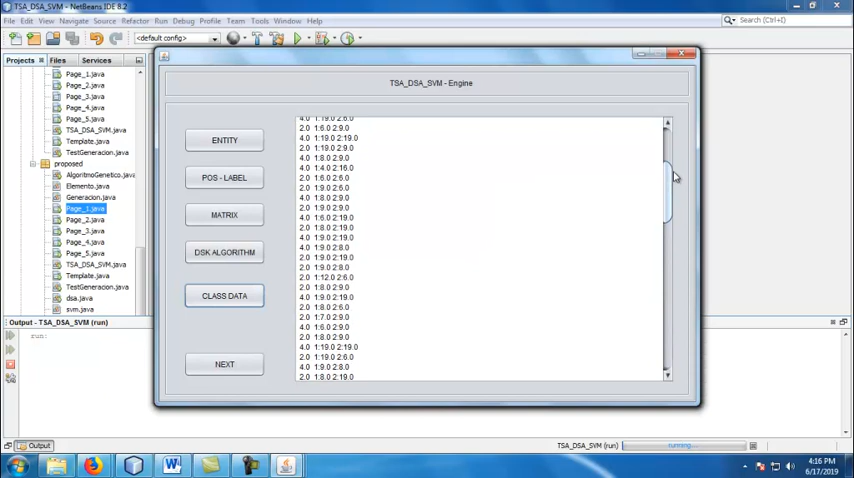 TSA_DSA_SVM - NetBeans IDE 8.2
File Edit View Navigate Source Refactor Run Debug Profile Team Tools Window Help
Search (Ctrl+I)
<default config>
Projects Files Services
Page_1.java
Page_2.java
Page_3.java
Page_4.java
Page_5.java
TSA_DSA_SVM.java
Template.java
TestGeneracion.java
proposed
AlgoritmoGenetico.java
Elemento.java
Generacion.java
Page_1.java
Page_2.java
Page_3.java
Page_4.java
Page_5.java
TSA_DSA_SVM.java
Template.java
TestGeneracion.java
dsa.java
svm.java
TSA_DSA_SVM - Engine
ENTITY
POS - LABEL
MATRIX
DSK ALGORITHM
CLASS DATA
NEXT
4.0 1:19.0 2:6.0
2.0 1:6.0 2:9.0
4.0 1:19.0 2:19.0
2.0 1:19.0 2:9.0
4.0 1:8.0 2:9.0
4.0 1:4.0 2:16.0
2.0 1:6.0 2:6.0
2.0 1:9.0 2:6.0
4.0 1:8.0 2:9.0
2.0 1:9.0 2:9.0
4.0 1:6.0 2:19.0
2.0 1:8.0 2:19.0
4.0 1:9.0 2:19.0
4.0 1:9.0 2:8.0
2.0 1:9.0 2:9.0
2.0 1:9.0 2:8.0
4.0 1:12.0 2:6.0
2.0 1:8.0 2:9.0
4.0 1:9.0 2:19.0
2.0 1:8.0 2:6.0
2.0 1:7.0 2:9.0
4.0 1:6.0 2:9.0
2.0 1:8.0 2:9.0
4.0 1:19.0 2:19.0
2.0 1:19.0 2:6.0
4.0 1:9.0 2:9.0
2.0 1:8.0 2:19.0
Output - TSA_DSA_SVM (run)
run:
Output
TSA_DSA_SVM (run)
running...
4:16 PM
6/17/2019